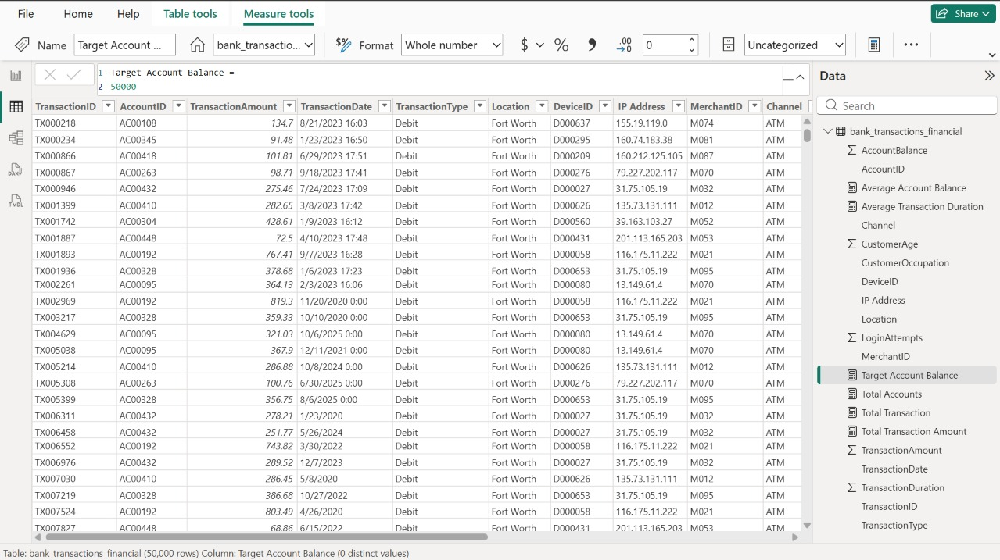 File Home Help Table tools Measure tools Share
Name Target Account ... bank_transactio... $% Format Whole number $ % , .00 →.0 0 Uncategorized ...
1 Target Account Balance =
2 50000
Data
Search
TransactionID AccountID TransactionAmount TransactionDate TransactionType Location DeviceID IP Address MerchantID Channel
TX000218 AC00108 134.7 8/21/2023 16:03 Debit Fort Worth D000637 155.19.119.0 M074 ATM
TX000234 AC00345 91.48 1/23/2023 16:50 Debit Fort Worth D000295 160.74.183.38 M081 ATM
TX000866 AC00418 101.81 6/29/2023 17:51 Debit Fort Worth D000209 160.212.125.105 M087 ATM
TX000867 AC00263 98.71 9/18/2023 17:41 Debit Fort Worth D000276 79.227.202.117 M070 ATM
TX000946 AC00432 275.46 7/24/2023 17:09 Debit Fort Worth D000027 31.75.105.19 M032 ATM
TX001399 AC00410 282.65 3/8/2023 17:42 Debit Fort Worth D000626 135.73.131.111 M012 ATM
TX001742 AC00304 428.61 1/9/2023 16:12 Debit Fort Worth D000560 39.163.103.27 M052 ATM
TX001887 AC00448 72.5 4/10/2023 17:48 Debit Fort Worth D000431 201.113.165.203 M053 ATM
TX001893 AC00192 767.41 9/7/2023 16:28 Debit Fort Worth D000058 116.175.11.222 M021 ATM
TX001936 AC00328 378.68 1/6/2023 17:23 Debit Fort Worth D000653 31.75.105.19 M095 ATM
TX002261 AC00095 364.13 2/3/2023 16:06 Debit Fort Worth D000080 13.149.61.4 M070 ATM
TX002969 AC00192 819.3 11/20/2020 0:00 Debit Fort Worth D000058 116.175.11.222 M021 ATM
TX003217 AC00328 359.33 10/10/2020 0:00 Debit Fort Worth D000653 31.75.105.19 M095 ATM
TX004629 AC00095 321.03 10/6/2025 0:00 Debit Fort Worth D000080 13.149.61.4 M070 ATM
TX005038 AC00095 367.9 12/11/2021 0:00 Debit Fort Worth D000080 13.149.61.4 M070 ATM
TX005214 AC00410 286.88 10/8/2024 0:00 Debit Fort Worth D000626 135.73.131.111 M012 ATM
TX005308 AC00263 100.76 6/30/2025 0:00 Debit Fort Worth D000276 79.227.202.117 M070 ATM
TX005399 AC00328 356.75 8/6/2025 0:00 Debit Fort Worth D000653 31.75.105.19 M095 ATM
TX006311 AC00432 278.21 1/23/2020 Debit Fort Worth D000027 31.75.105.19 M032 ATM
TX006458 AC00432 251.77 5/26/2024 Debit Fort Worth D000027 31.75.105.19 M032 ATM
TX006552 AC00192 743.82 3/30/2022 Debit Fort Worth D000058 116.175.11.222 M021 ATM
TX006976 AC00432 289.52 12/7/2023 Debit Fort Worth D000027 31.75.105.19 M032 ATM
TX007030 AC00410 286.45 5/8/2020 Debit Fort Worth D000626 135.73.131.111 M012 ATM
TX007219 AC00328 386.68 10/27/2022 Debit Fort Worth D000653 31.75.105.19 M095 ATM
TX007524 AC00192 803.49 4/26/2020 Debit Fort Worth D000058 116.175.11.222 M021 ATM
TX007827 AC00448 68.86 6/15/2022 Debit Fort Worth D000431 201.113.165.203 M053 ATM
DAX
TMDL
bank_transactions_financial
AccountBalance
AccountID
Average Account Balance
Average Transaction Duration
Channel
CustomerAge
CustomerOccupation
DeviceID
IP Address
Location
LoginAttempts
MerchantID
Target Account Balance
Total Accounts
Total Transaction
Total Transaction Amount
TransactionAmount
TransactionDate
TransactionDuration
TransactionID
TransactionType
Table: bank_transactions_financial (50,000 rows) Column: Target Account Balance (0 distinct values)